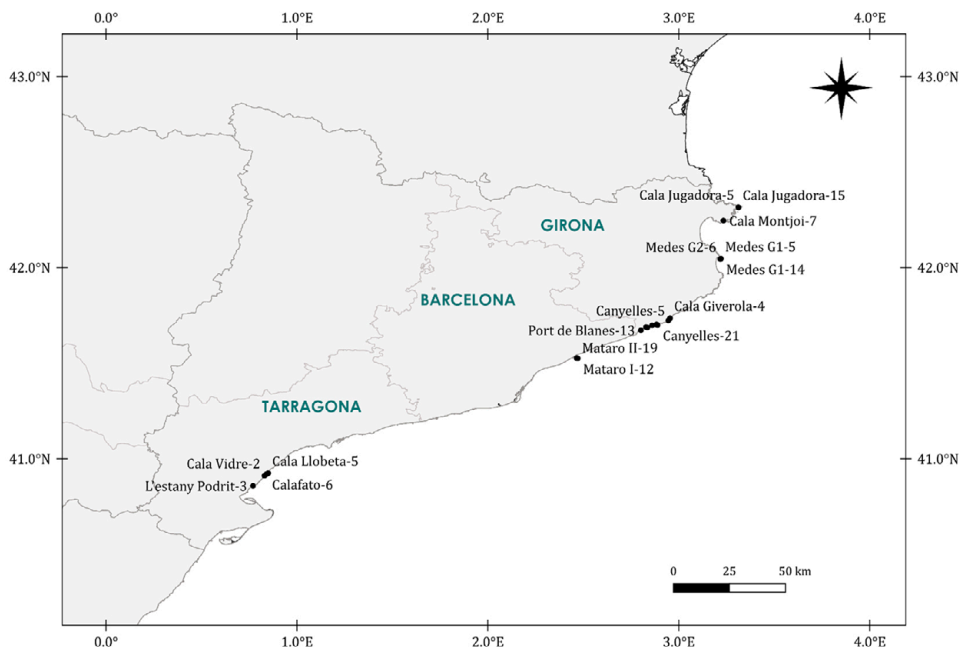 0.0°
1.0°E
2.0°E
3.0°E
4.0°E
43.0°N
43.0°N
Cala Jugadora-5
Cala Jugadora-15
GIRONA
Cala Montjoi-7
Medes G2-6
Medes G1-5
42.0°N
Medes G1-14
42.0°N
BARCELONA
Canyelles-5
Cala Giverola-4
Port de Blanes-13
Canyelles-21
Mataro II-19
Mataro I-12
TARRAGONA
41.0°N
Cala Vidre-2
Cala Llobeta-5
41.0°N
L'estany Podrit-3
Calafato-6
0
25
50 km
0.0°
1.0°E
2.0°E
3.0°E
4.0°E